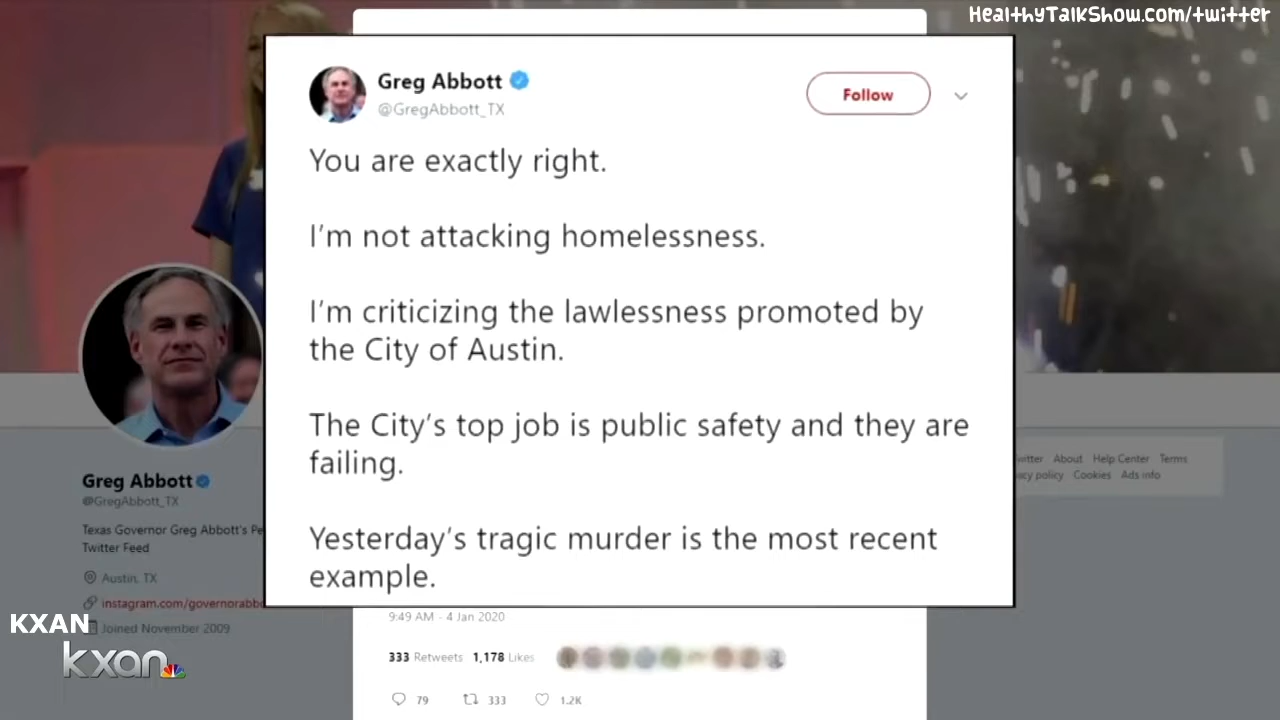 HealthyTalkShow.com/twitter
Greg Abbott
@GregAbbott_TX
Follow
You are exactly right.
I'm not attacking homelessness.
I'm criticizing the lawlessness promoted by
the City of Austin.
The City's top job is public safety and they are
failing.
Yesterday's tragic murder is the most recent
example.
Greg Abbott
@GregAbbott_TX
Texas Governor Greg Abbott's Pe
Twitter Feed
Austin, TX
instagram.com/governorabb
Joined November 2009
witter About Help Center Terms
acy policy Cookies Ads info
9:49 AM - 4 Jan 2020
333 Retweets 1,178 Likes
79 333 1.2K
KXAN
kxan